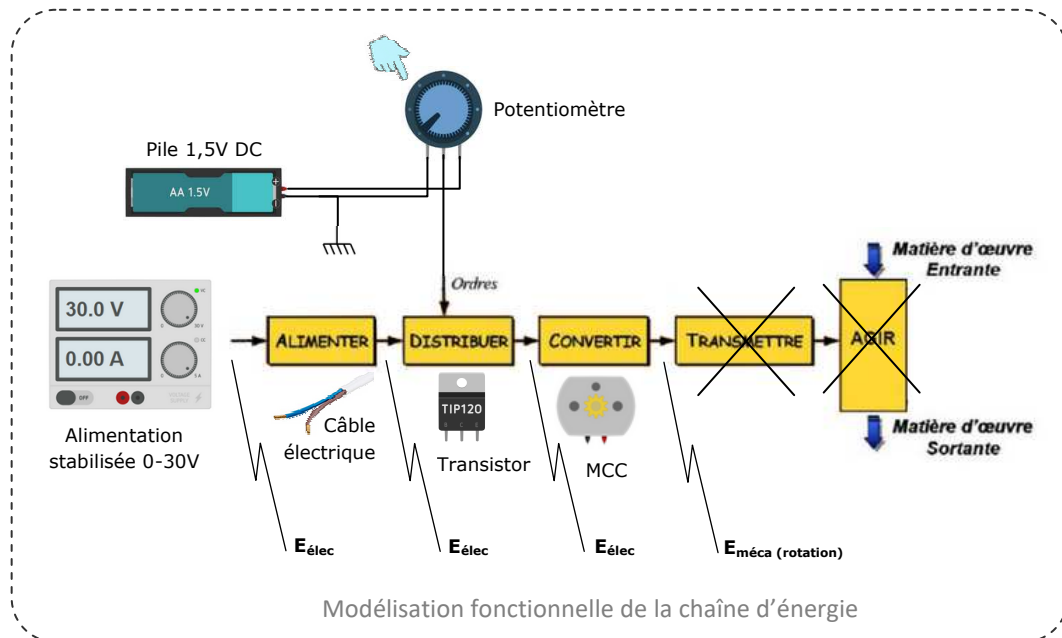 Potentiomètre
Pile 1,5V DC
AA 1.5V
+
Ordres
Matière d'œuvre
Entrante
30.0 V
0.00 A
OFF
ALIMENTER
DISTRIBUER
CONVERTIR
TRANSMETTRE
AGIR
Alimentation
stabilisée 0-30V
Câble
électrique
TIP120
Transistor
MCC
Matière d'œuvre
Sortante
Eélec
Eélec
Eélec
Eméca (rotation)
Modélisation fonctionnelle de la chaîne d'énergie